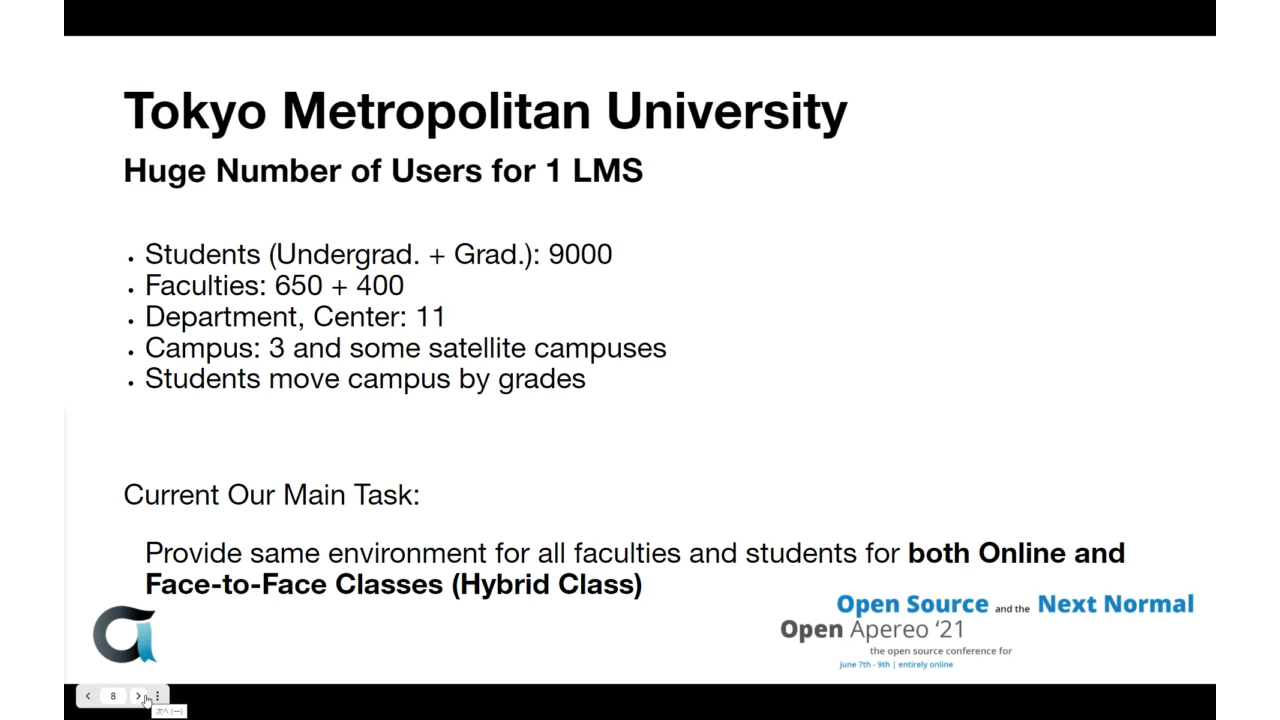 Tokyo Metropolitan University
Huge Number of Users for 1 LMS
• Students (Undergrad. + Grad.): 9000
• Faculties: 650 + 400
• Department, Center: 11
• Campus: 3 and some satellite campuses
• Students move campus by grades
Current Our Main Task:
Provide same environment for all faculties and students for both Online and
Face-to-Face Classes (Hybrid Class)
Open Source and the Next Normal
Open Apereo ‘21
the open source conference for
june 7th - 9th | entirely online
8
次へ (→)